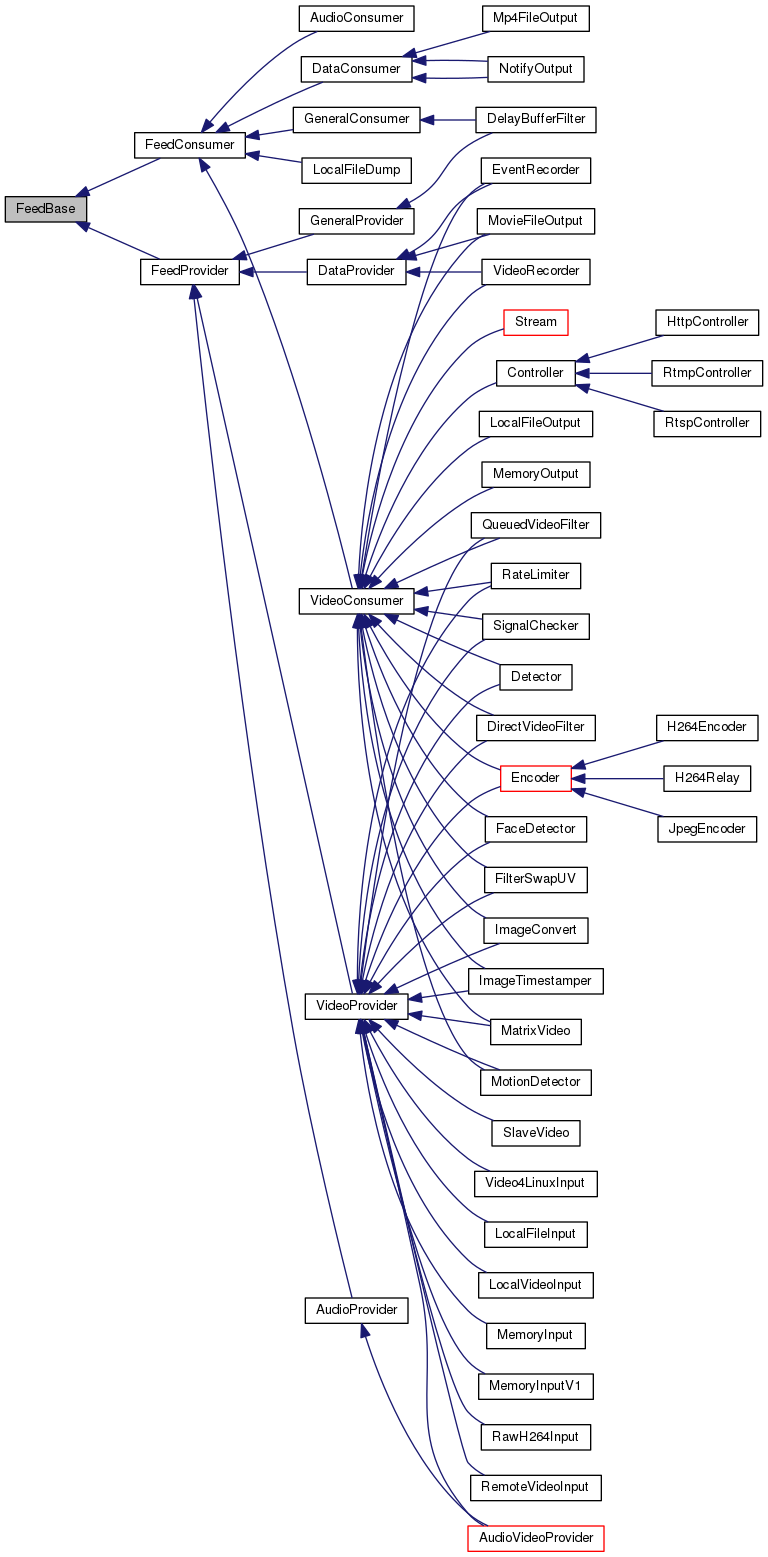 AudioConsumer
Mp4FileOutput
DataConsumer
NotifyOutput
GeneralConsumer
DelayBufferFilter
FeedConsumer
LocalFileDump
EventRecorder
FeedBase
GeneralProvider
MovieFileOutput
FeedProvider
DataProvider
VideoRecorder
Stream
HttpController
Controller
RtmpController
LocalFileOutput
RtspController
MemoryOutput
QueuedVideoFilter
RateLimiter
VideoConsumer
SignalChecker
Detector
DirectVideoFilter
H264Encoder
Encoder
H264Relay
FaceDetector
JpegEncoder
FilterSwapUV
ImageConvert
ImageTimestamper
VideoProvider
MatrixVideo
MotionDetector
SlaveVideo
Video4LinuxInput
LocalFileInput
LocalVideoInput
AudioProvider
MemoryInput
MemoryInputV1
RawH264Input
RemoteVideoInput
AudioVideoProvider